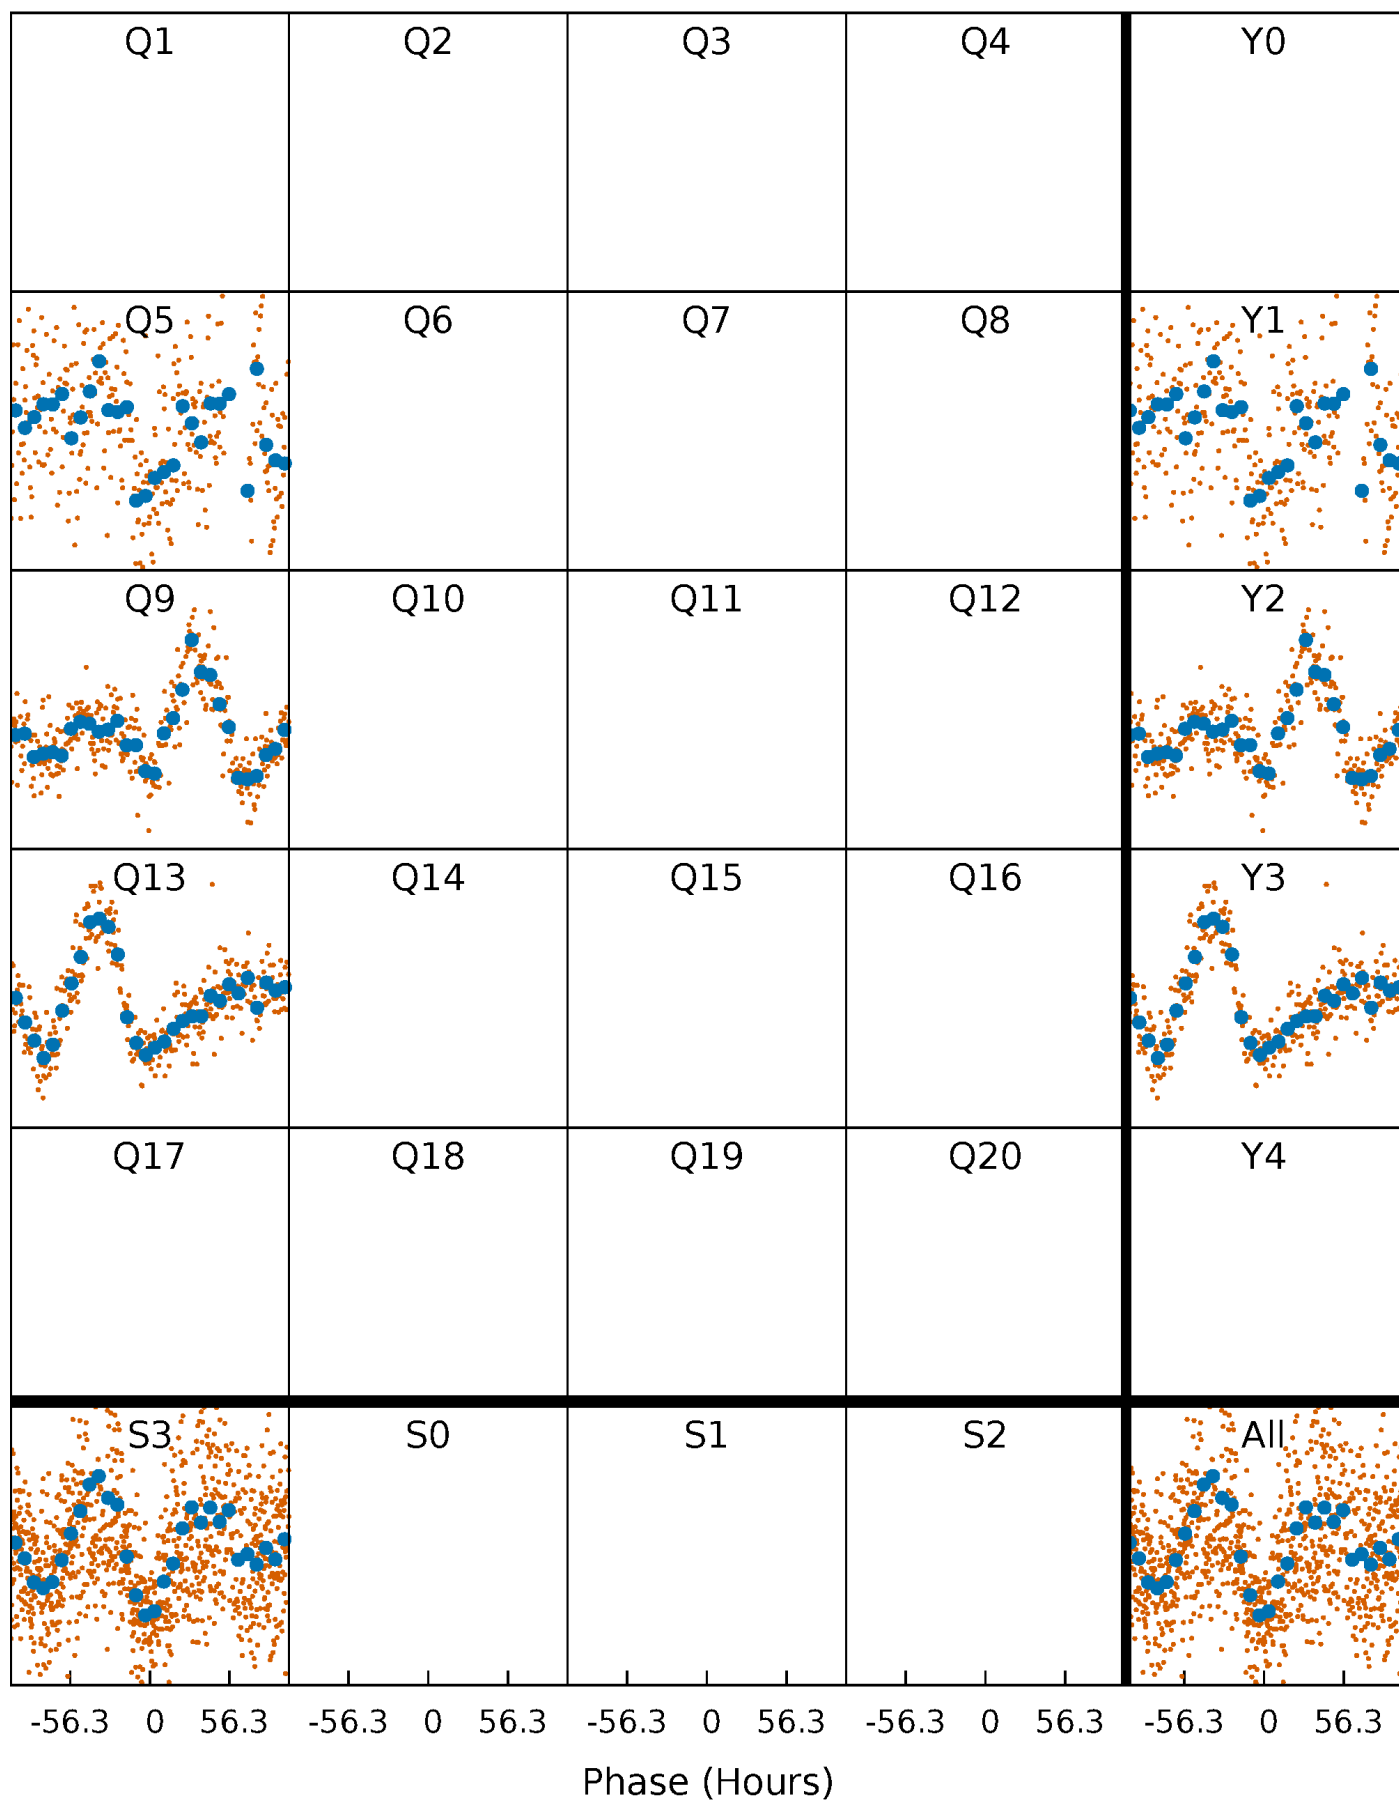 Q1 Q2 Q3 Q4 Y0
Q5 Q6 Q7 Q8 Y1
Q9 Q10 Q11 Q12 Y2
Q13 Q14 Q15 Q16 Y3
Q17 Q18 Q19 Q20 Y4
S3 S0 S1 S2 All
-56.3 0 56.3 -56.3 0 56.3 -56.3 0 56.3 -56.3 0 56.3 -56.3 0 56.3
Phase (Hours)